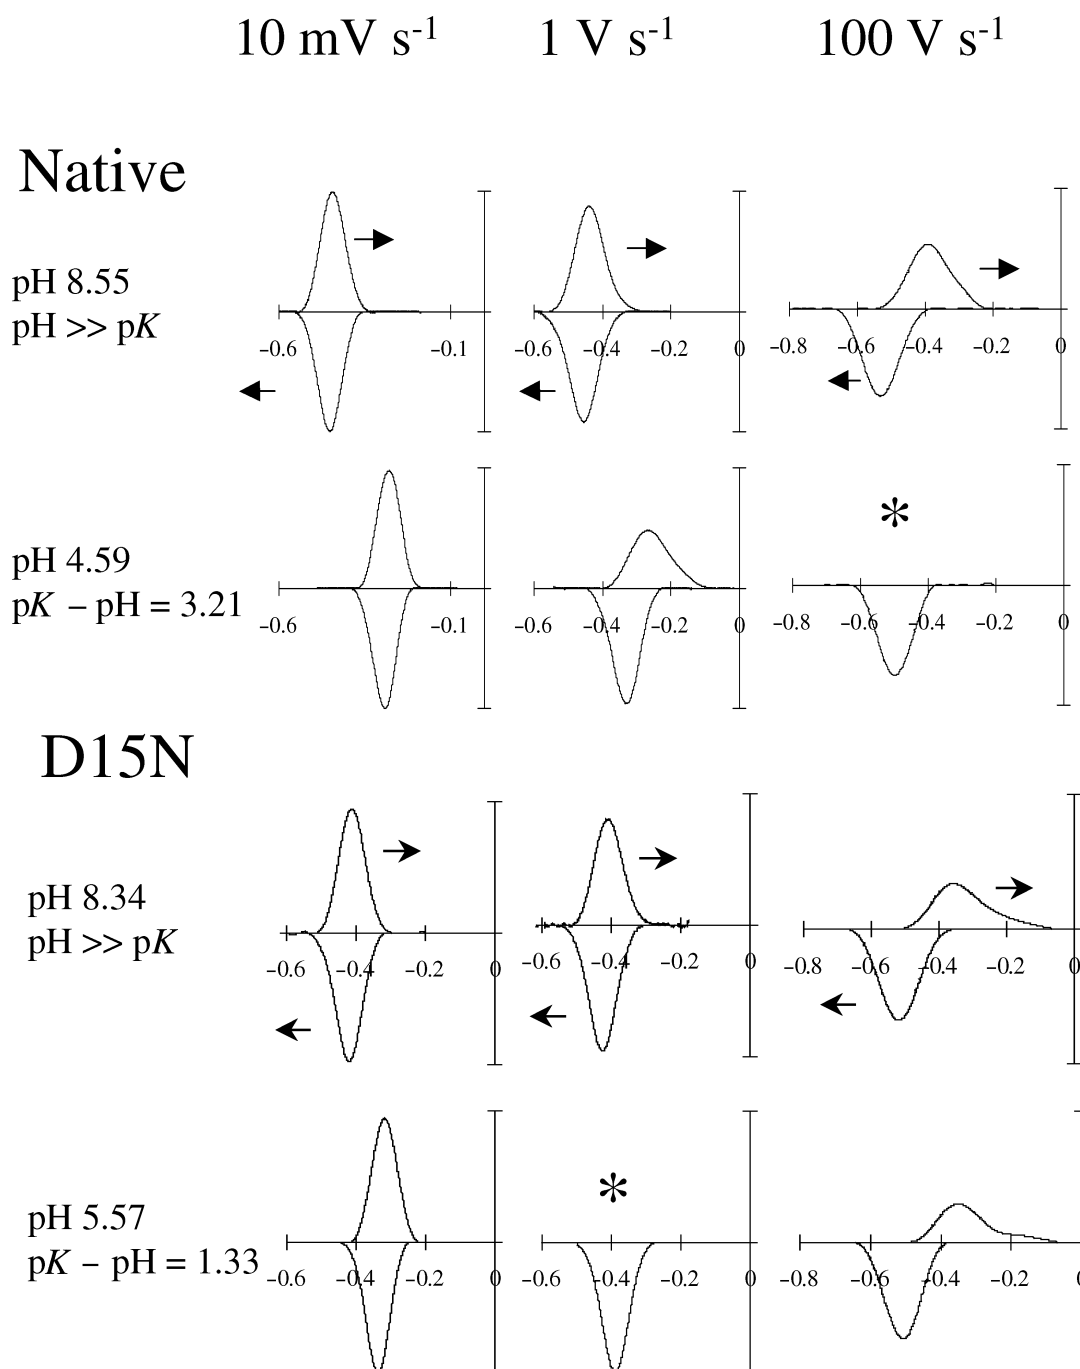 10 mV s-1 1 V s-1 100 V s-1
Native
pH 8.55
pH >> pK
−0.6 −0.1 −0.6 −0.4 −0.2 0 −0.8 −0.6 −0.4 −0.2 0
*
pH 4.59
pK − pH = 3.21
−0.6 −0.1 −0.6 −0.4 −0.2 0 −0.8 −0.6 −0.4 −0.2 0
D15N
pH 8.34
pH >> pK
−0.6 −0.4 −0.2 0 −0.6 −0.4 −0.2 0 −0.8 −0.6 −0.4 −0.2 0
*
pH 5.57
pK − pH = 1.33
−0.6 −0.4 −0.2 0 −0.6 −0.4 −0.2 0 −0.8 −0.6 −0.4 −0.2